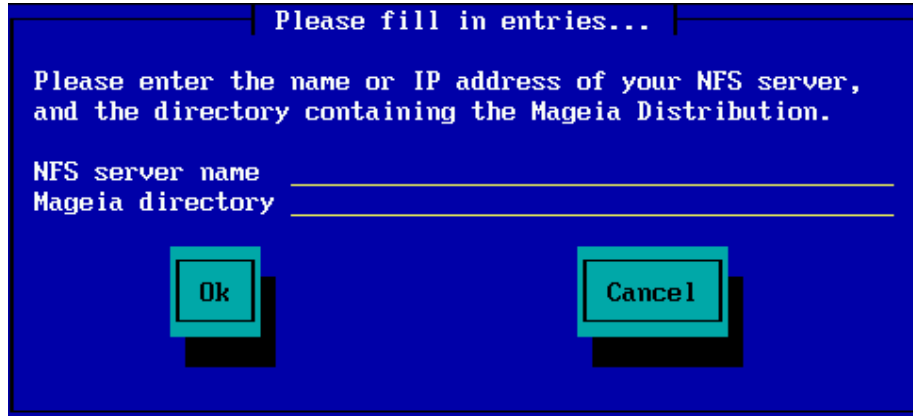 Please fill in entries...
Please enter the name or IP address of your NFS server,
and the directory containing the Mageia Distribution.
NFS server name
Mageia directory
Ok
Cancel